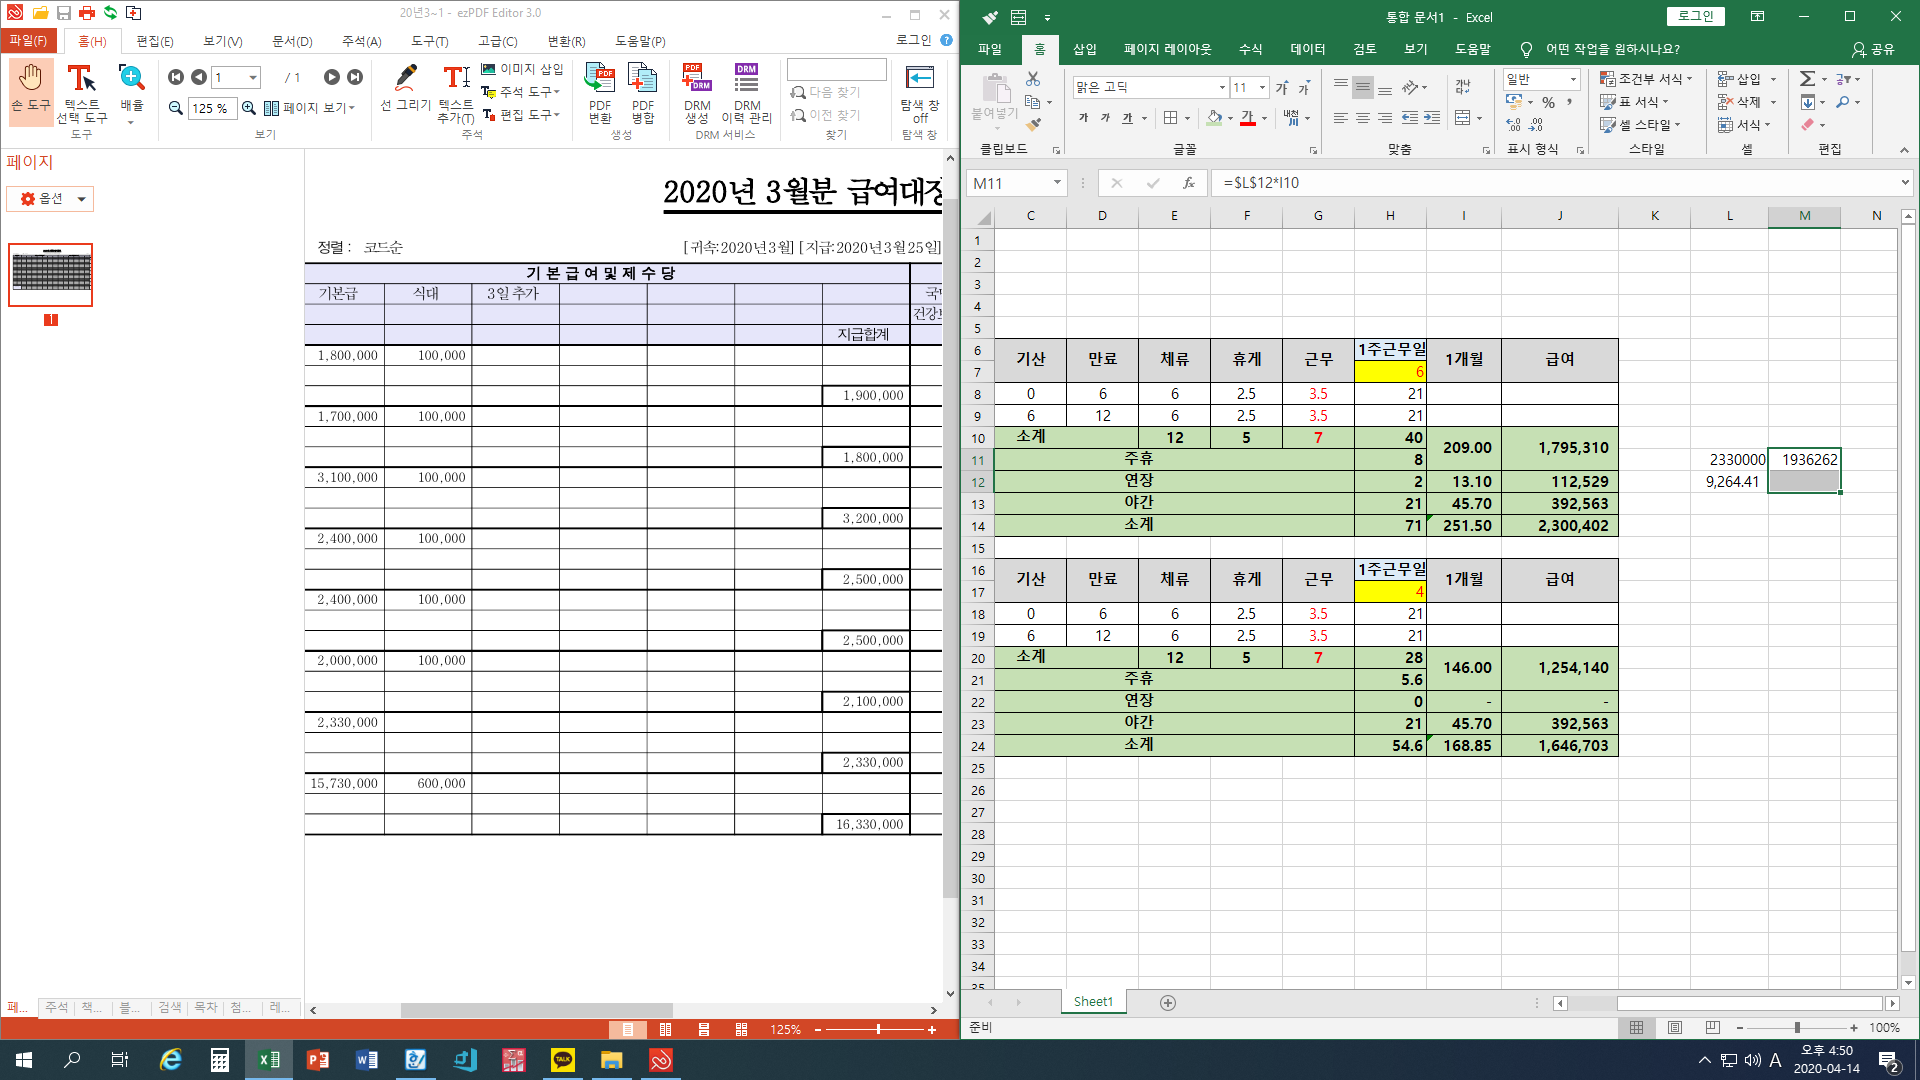 20년3~1 - ezPDF Editor 3.0
파일(F) 홈(H) 편집(E) 보기(V) 문서(D) 주석(A) 도구(T) 고급(C) 변환(R) 도움말(P) 로그인
손 도구 텍스트 선택 도구 배율 도구
1 / 1
125 % 페이지 보기 보기
선 그리기 텍스트 추가(T) 이미지 삽입 주석 도구 편집 도구 주석
PDF 변환 PDF 병합 생성
DRM 생성 DRM 이력 관리 DRM 서비스
다음 찾기 이전 찾기 찾기
탐색 창 off 탐색 창
페이지
옵션
1
2020년 3월분 급여대장
정렬 : 코드순 [귀속:2020년3월] [지급:2020년3월25일]
기 본 급 여 및 제 수 당
기본급 식대 3일 추가
지급합계
1,800,000 100,000
1,900,000
1,700,000 100,000
1,800,000
3,100,000 100,000
3,200,000
2,400,000 100,000
2,500,000
2,400,000 100,000
2,500,000
2,000,000 100,000
2,100,000
2,330,000
2,330,000
15,730,000 600,000
16,330,000
페... 주석 책... 블... 검색 목차 첨... 레...
125%
통합 문서1 - Excel 로그인
파일 홈 삽입 페이지 레이아웃 수식 데이터 검토 보기 도움말 어떤 작업을 원하시나요? 공유
붙여넣기 클립보드
맑은 고딕 11 가 가 가 가 가 가 내천 글꼴
맞춤
일반 % 표시 형식
조건부 서식 표 서식 셀 스타일 스타일
삽입 삭제 서식 셀
편집
M11 fx =$L$12*I10
C D E F G H I J K L M N
1
2
3
4
5
6 기산 만료 체류 휴게 근무 1주근무일 1개월 급여
7 6
8 0 6 6 2.5 3.5 21
9 6 12 6 2.5 3.5 21
10 소계 12 5 7 40 209.00 1,795,310
11 주휴 8 2330000 1936262
12 연장 2 13.10 112,529 9,264.41
13 야간 21 45.70 392,563
14 소계 71 251.50 2,300,402
15
16 기산 만료 체류 휴게 근무 1주근무일 1개월 급여
17 4
18 0 6 6 2.5 3.5 21
19 6 12 6 2.5 3.5 21
20 소계 12 5 7 28 146.00 1,254,140
21 주휴 5.6
22 연장 0 - -
23 야간 21 45.70 392,563
24 소계 54.6 168.85 1,646,703
25
26
27
28
29
30
31
32
33
34
Sheet1
준비 100%
TALK
A 오후 4:50
2020-04-14 2